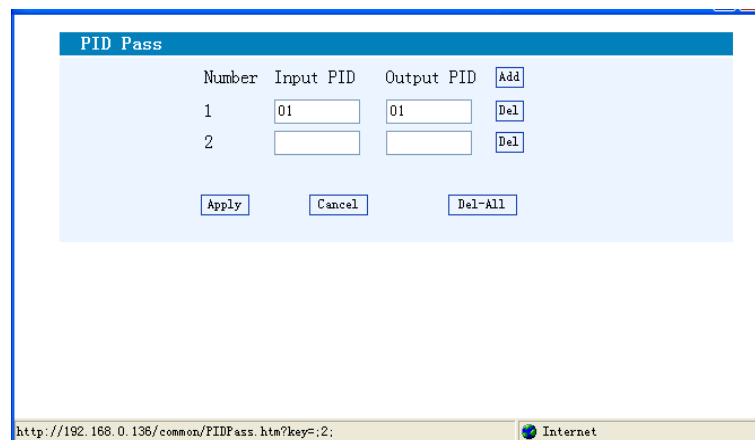 PID Pass
Number Input PID Output PID Add
1 01 01 Del
2 Del
Apply Cancel Del-All
http://192.168.0.136/common/PIDPass.htm?key=:2: Internet